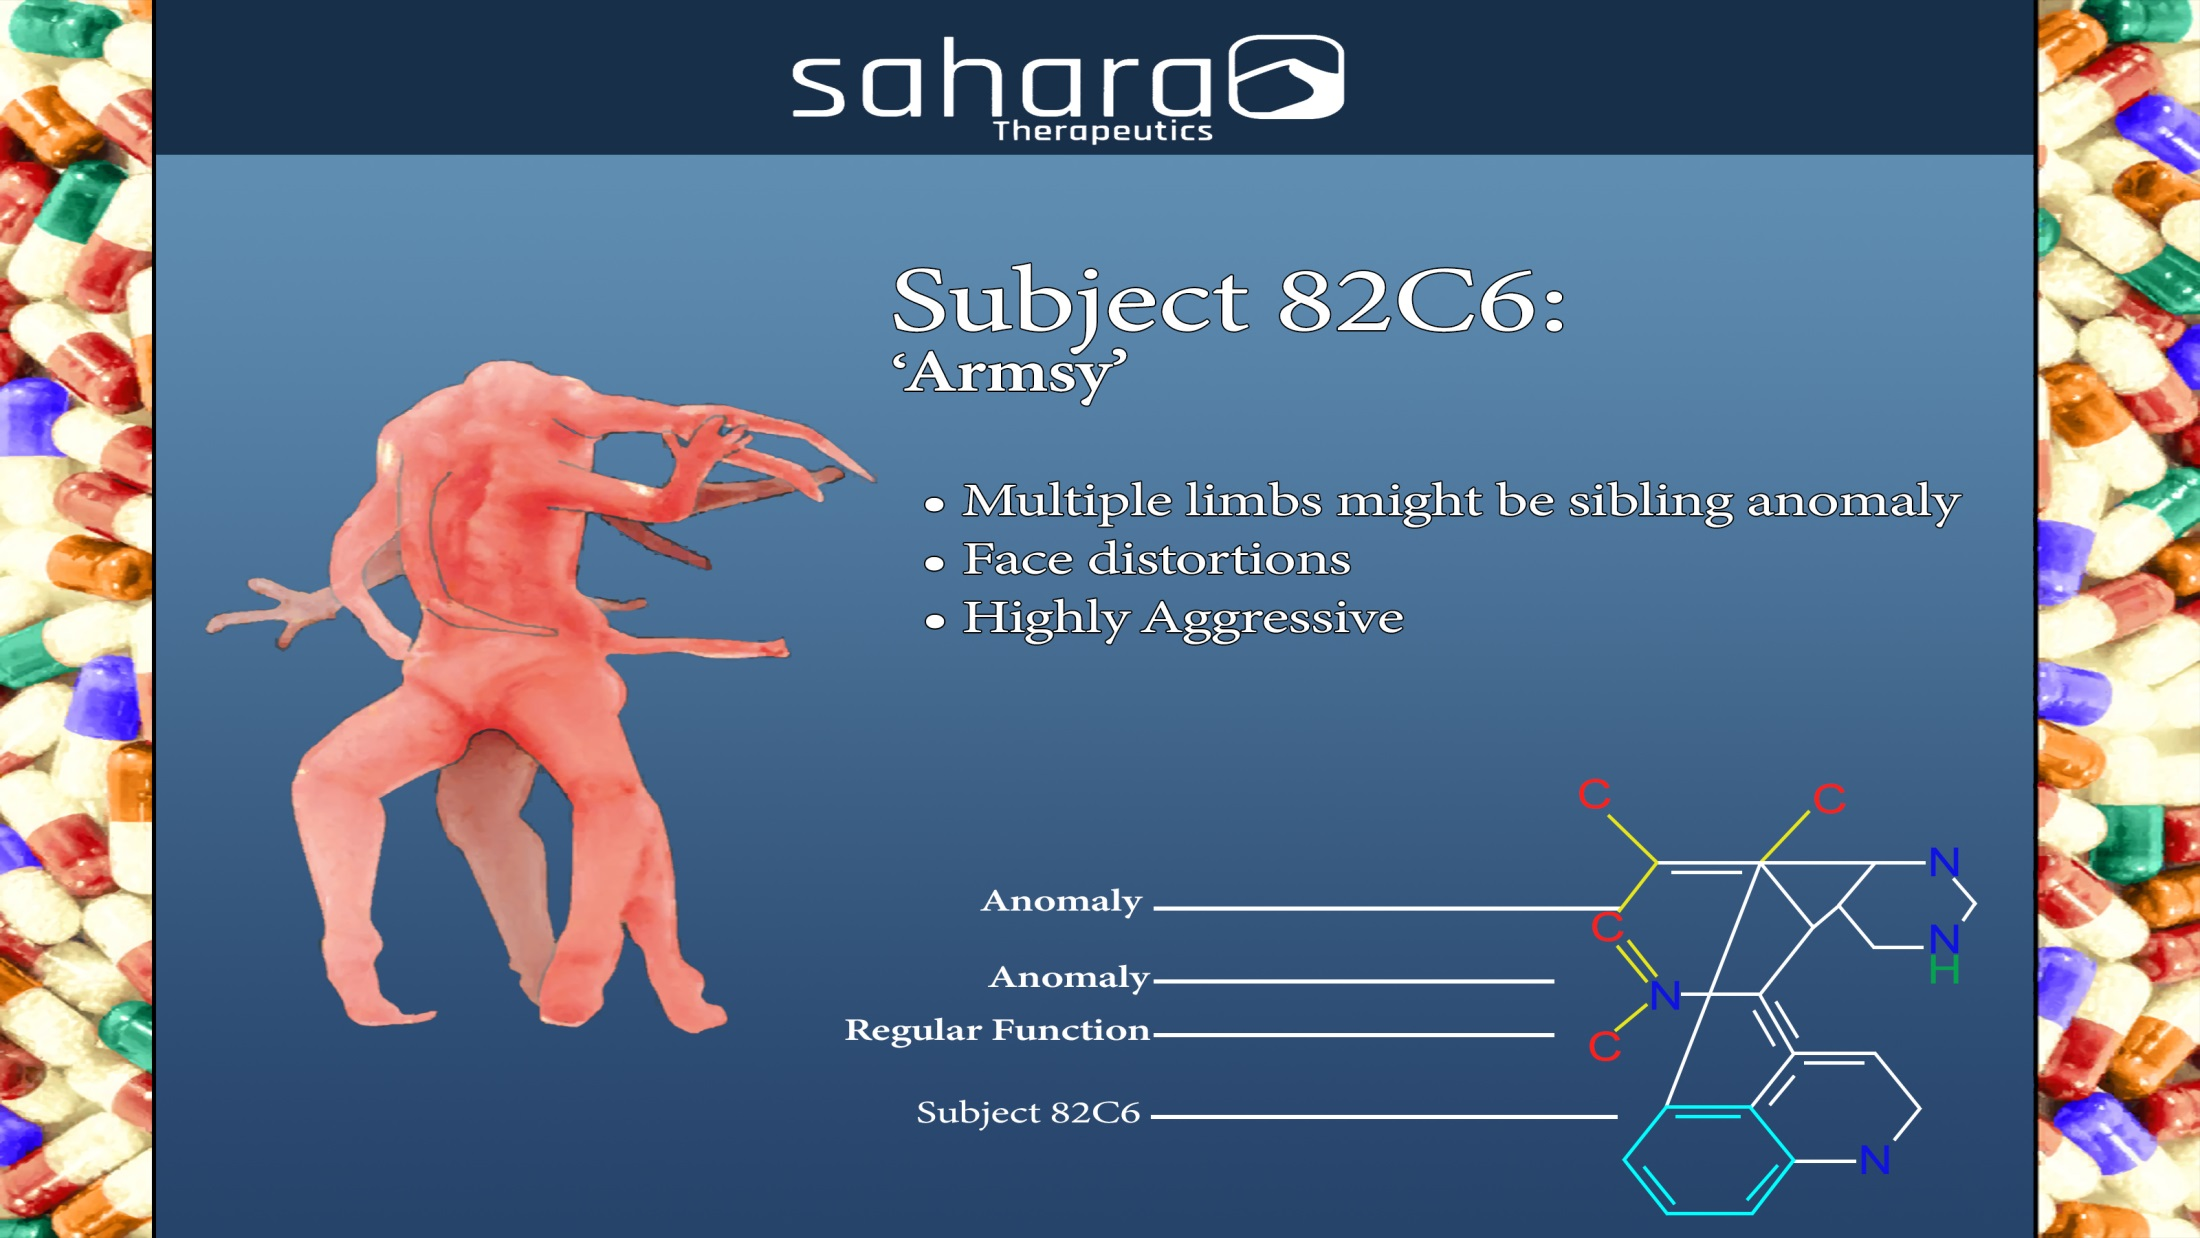 sahara
Therapeutics
Subject 82C6:
‘Armsy’
• Multiple limbs might be sibling anomaly
• Face distortions
• Highly Aggressive
C
C
Anomaly
N
C
N
H
Anomaly
N
Regular Function
C
Subject 82C6
N